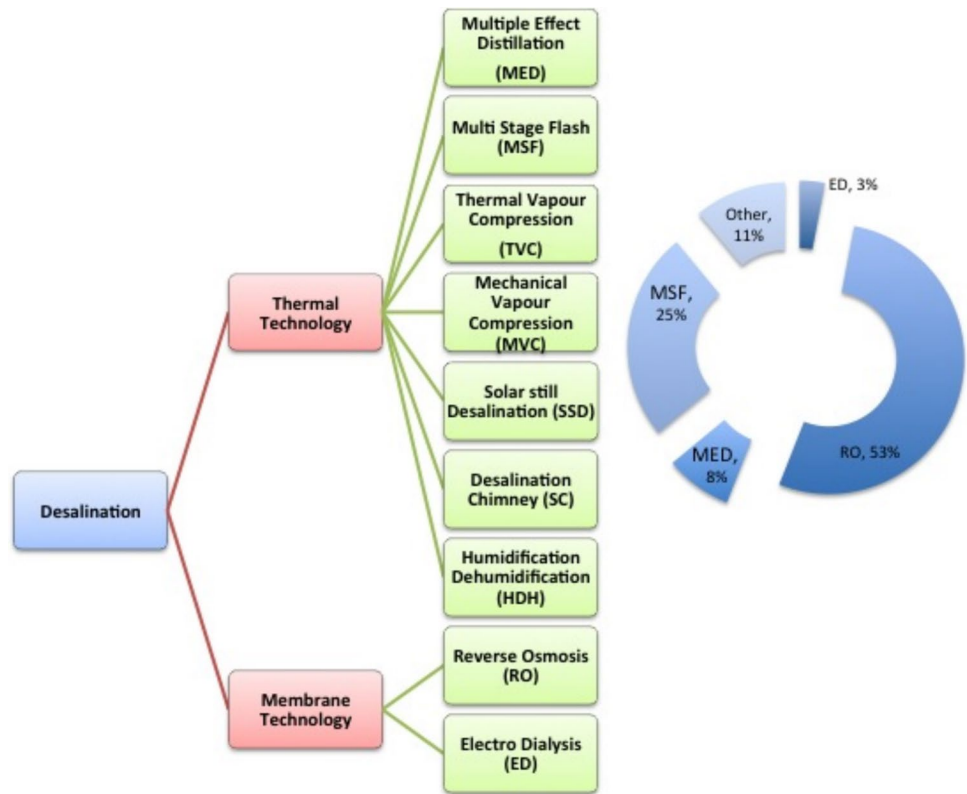 Multiple Effect
Distillation
(MED)
Multi Stage Flash
(MSF)
Thermal Vapour
Compression
(TVC)
Mechanical
Vapour
Compression
(MVC)
Solar still
Desalination (SSD)
Desalination
Chimney (SC)
Humidification
Dehumidification
(HDH)
Reverse Osmosis
(RO)
Electro Dialysis
(ED)
Thermal
Technology
Membrane
Technology
Desalination
ED, 3%
Other,
11%
MSF,
25%
MED,
8%
RO, 53%